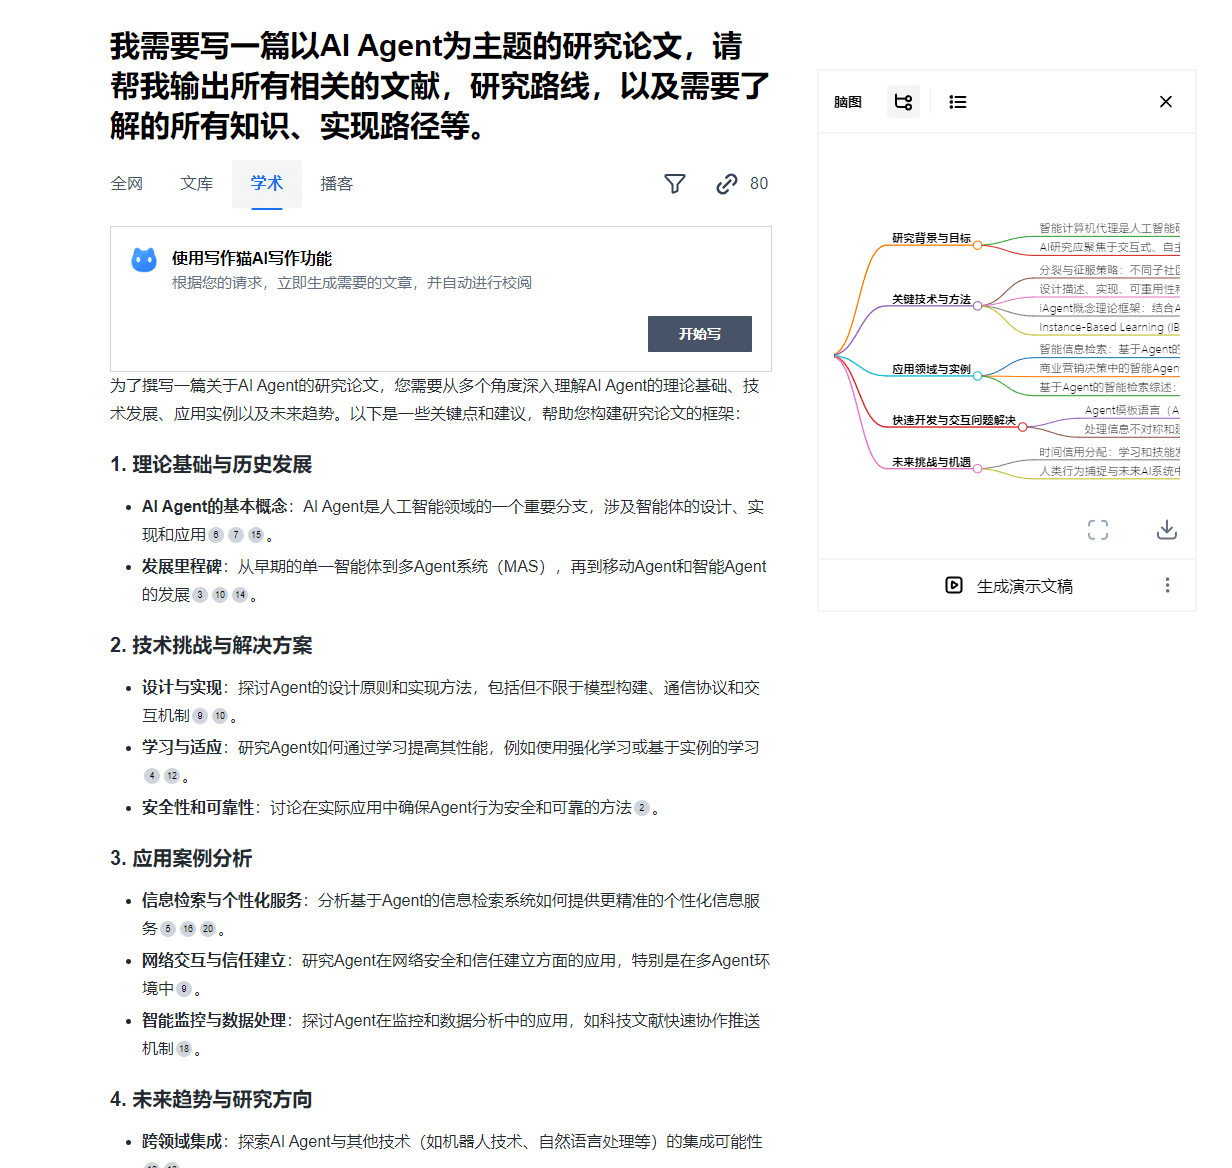 我需要写一篇以AI Agent为主题的研究论文，请
帮我输出所有相关的文献，研究路线，以及需要了
解的所有知识、实现路径等。
全网
文库
学术
播客
80
使用写作猫AI写作功能
根据您的请求，立即生成需要的文章，并自动进行校阅
开始写
为了撰写一篇关于AI Agent的研究论文，您需要从多个角度深入理解AI Agent的理论基础、技
术发展、应用实例以及未来趋势。以下是一些关键点和建议，帮助您构建研究论文的框架：
1. 理论基础与历史发展
• AI Agent的基本概念：AI Agent是人工智能领域的一个重要分支，涉及智能体的设计、实
现和应用 6 7 15 。
• 发展里程碑：从早期的单一智能体到多Agent系统（MAS），再到移动Agent和智能Agent
的发展 3 10 14 。
2. 技术挑战与解决方案
• 设计与实现：探讨Agent的设计原则和实现方法，包括但不限于模型构建、通信协议和交
互机制 9 10 。
• 学习与适应：研究Agent如何通过学习提高其性能，例如使用强化学习或基于实例的学习
4 12 。
• 安全性和可靠性：讨论在实际应用中确保Agent行为安全和可靠的方法 2 。
3. 应用案例分析
• 信息检索与个性化服务：分析基于Agent的信息检索系统如何提供更精准的个性化信息服
务 5 16 20 。
• 网络交互与信任建立：研究Agent在网络安全和信任建立方面的应用，特别是在多Agent环
境中 9 。
• 智能监控与数据处理：探讨Agent在监控和数据分析中的应用，如科技文献快速协作推送
机制 18 。
4. 未来趋势与研究方向
• 跨领域集成：探索AI Agent与其他技术（如机器人技术、自然语言处理等）的集成可能性
脑图
研究背景与目标
智能计算机代理是人工智能
AI研究应聚焦于交互式、自主
关键技术与方法
分裂与征服策略：不同子社区
设计描述、实现、可重用性和
iAgent概念理论框架：结合A
Instance-Based Learning (IB
应用领域与实例
智能信息检索：基于Agent的
商业营销决策中的智能Agen
基于Agent的智能检索综述：
快速开发与交互问题解决
Agent模板语言（A
处理信息不对称和
未来挑战与机遇
时间信用分配：学习和技能发
人类行为捕捉与未来AI系统中
生成演示文稿